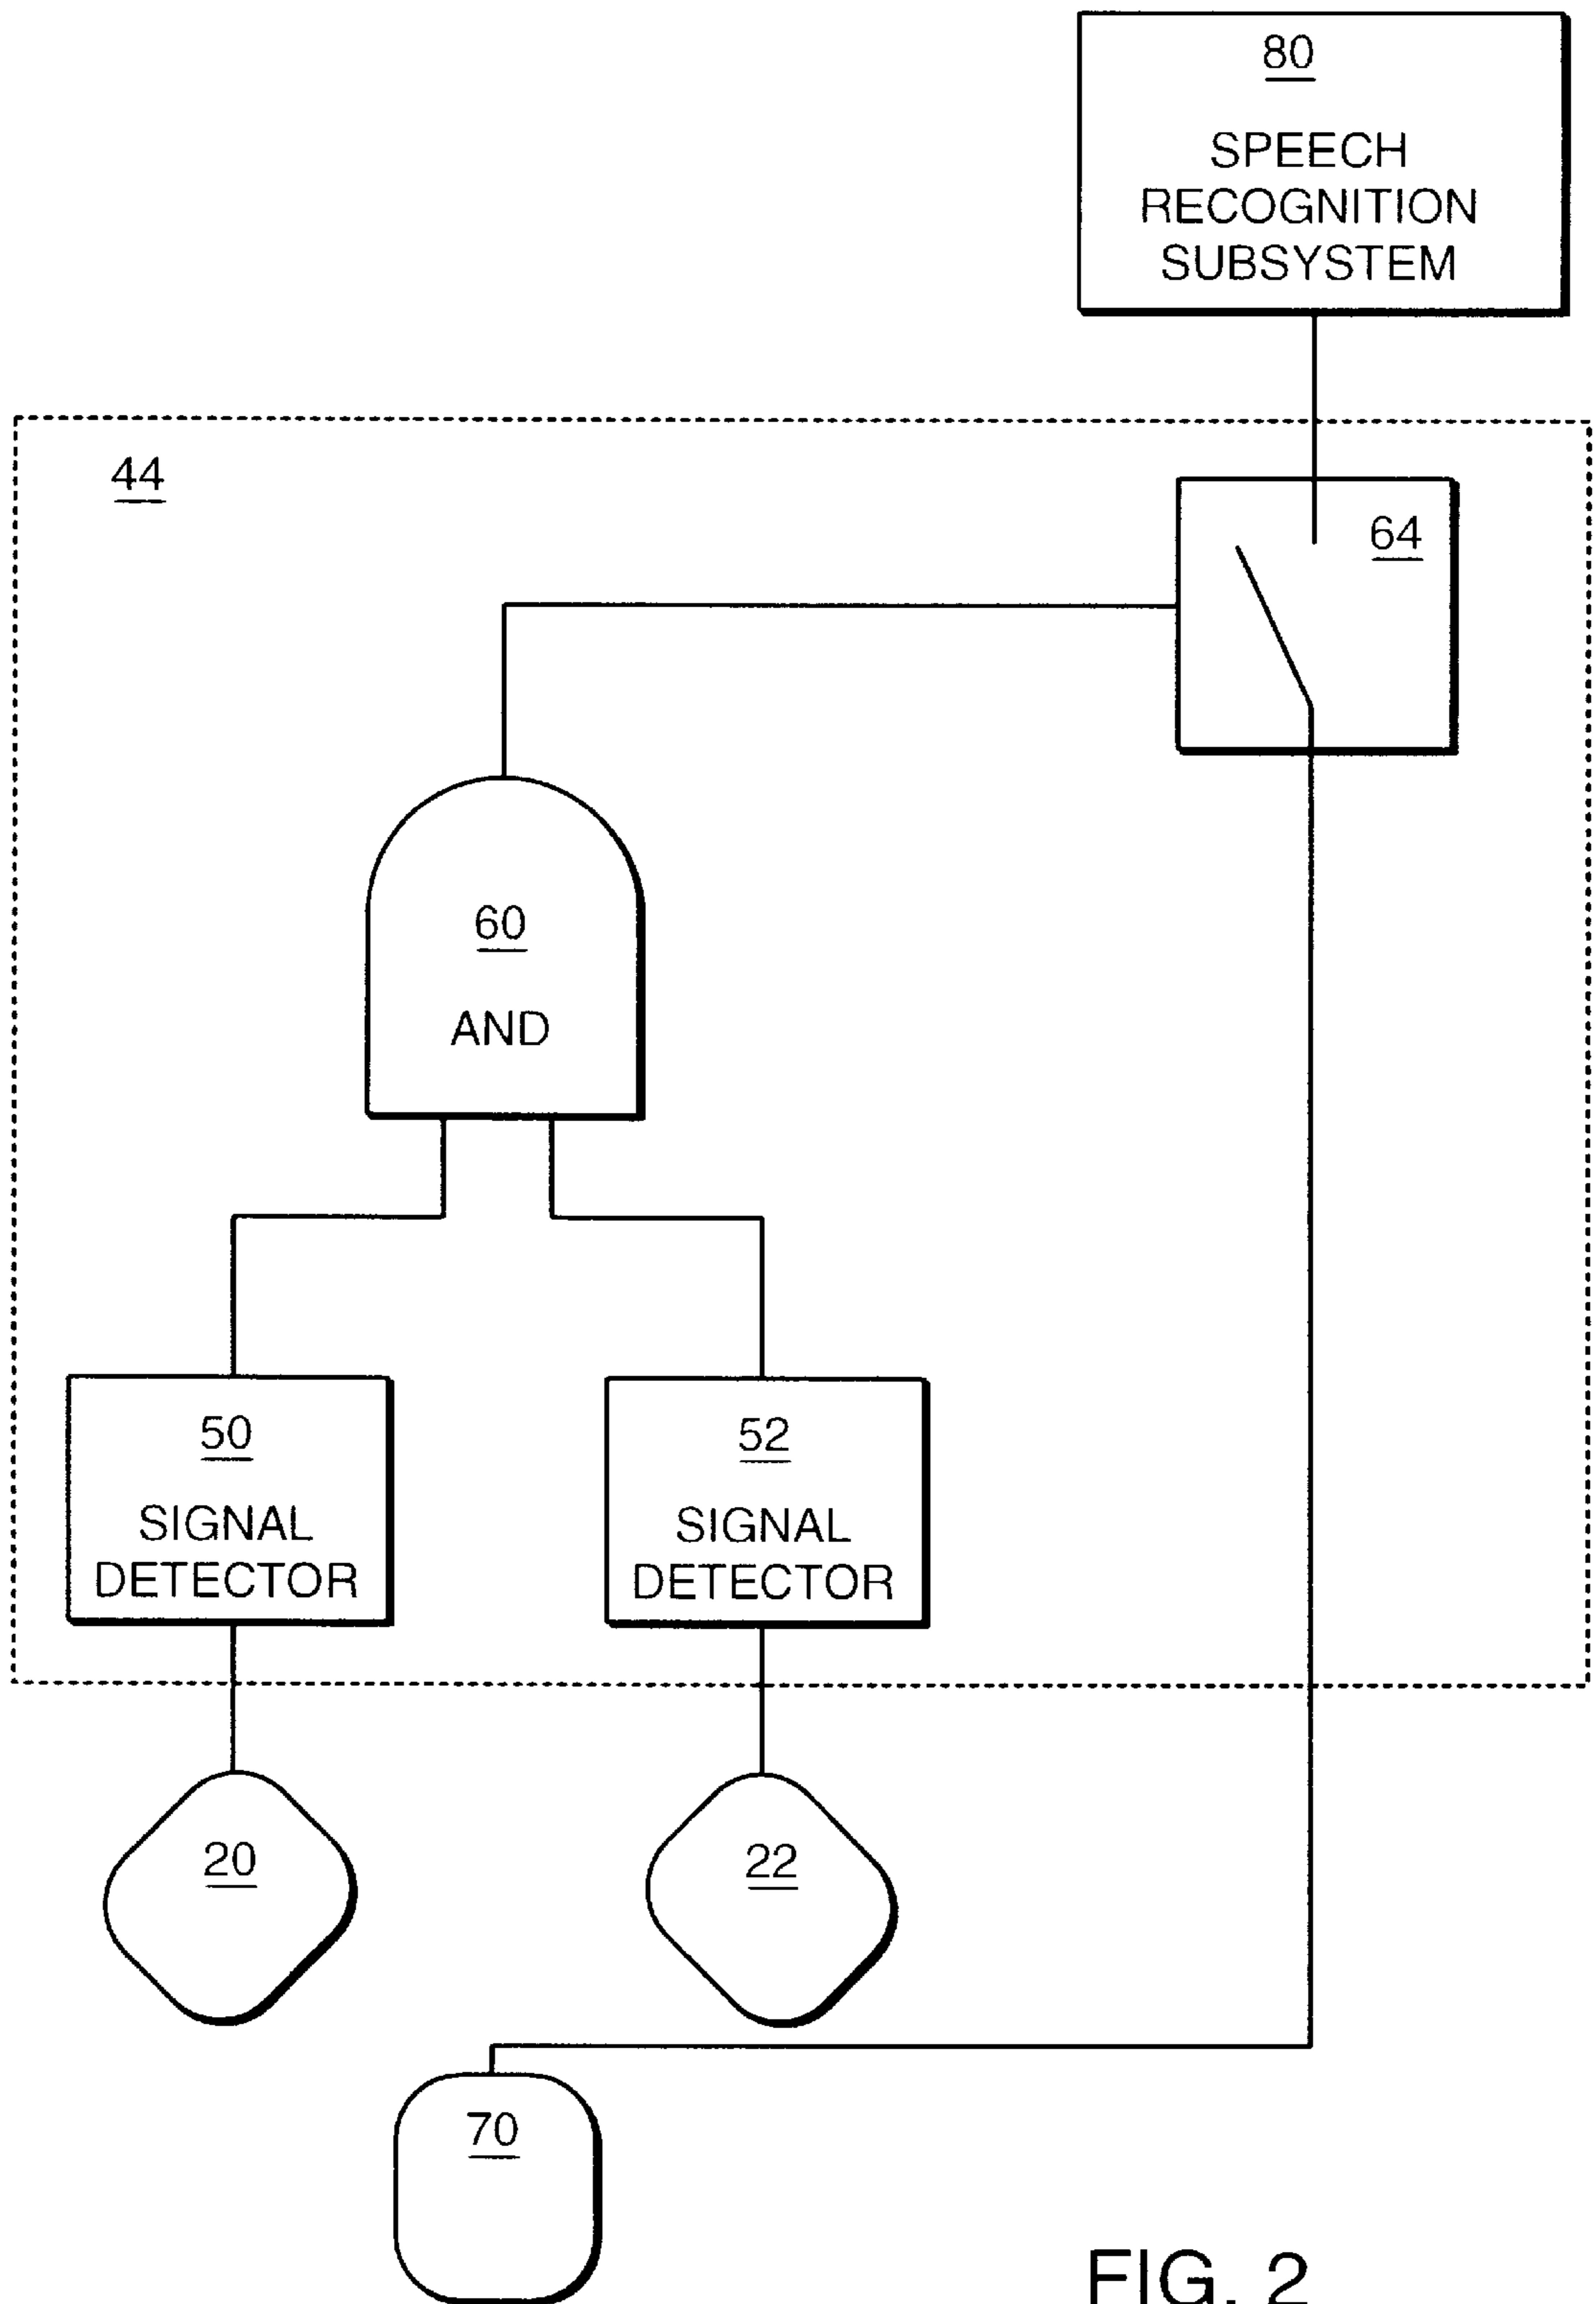 80
SPEECH
RECOGNITION
SUBSYSTEM
44
64
60
AND
50
SIGNAL
DETECTOR
52
SIGNAL
DETECTOR
20
22
70
FIG. 2